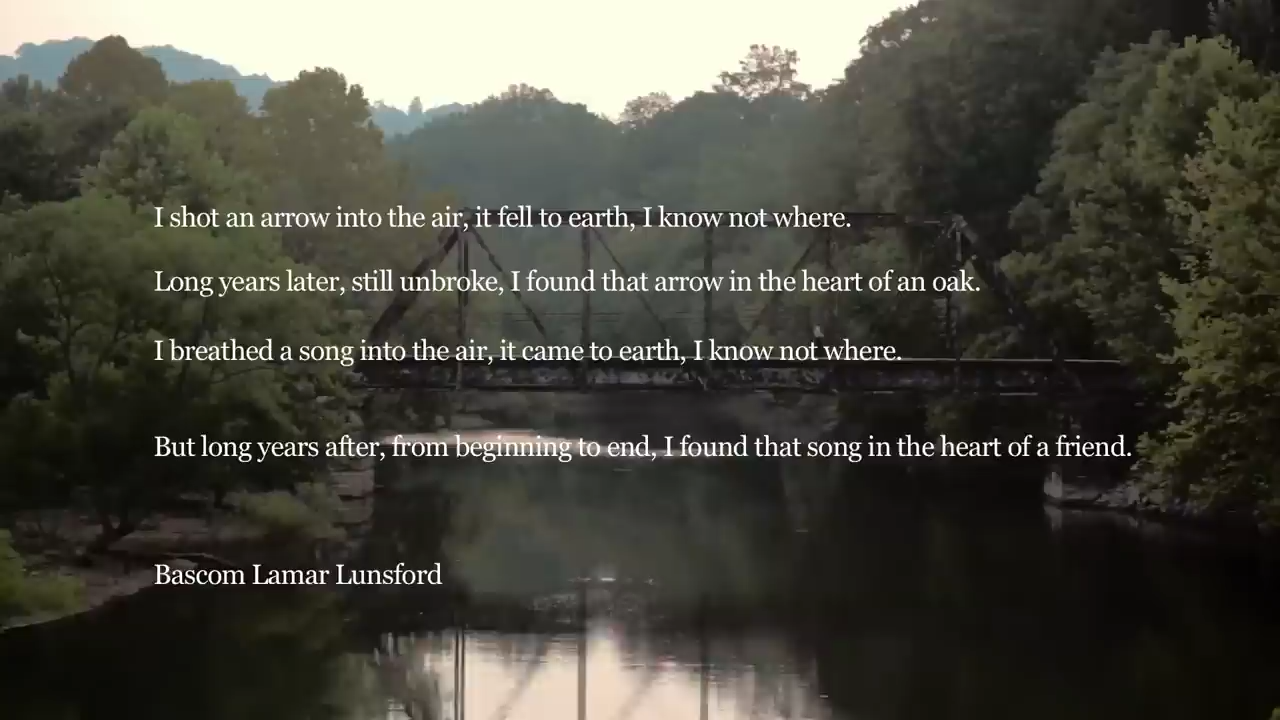 I shot an arrow into the air, it fell to earth, I know not where.
Long years later, still unbroke, I found that arrow in the heart of an oak.
I breathed a song into the air, it came to earth, I know not where.
But long years after, from beginning to end, I found that song in the heart of a friend.
Bascom Lamar Lunsford